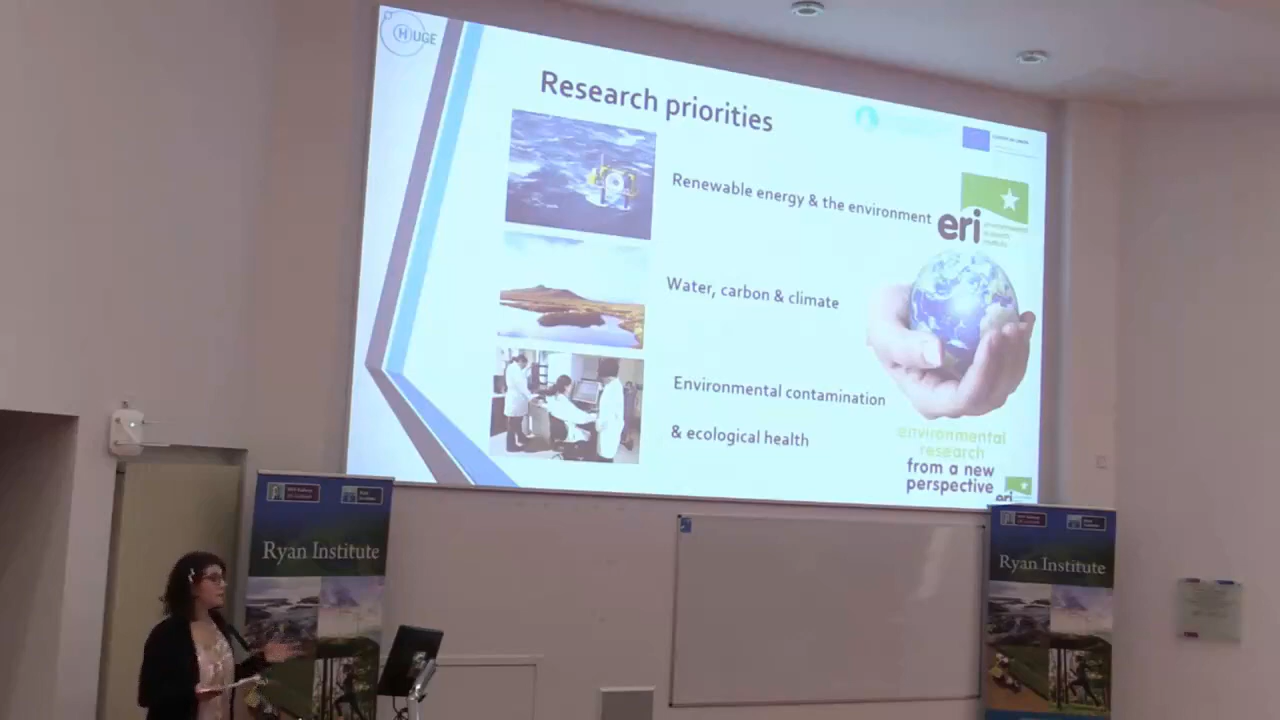 HUGE
Research priorities
Renewable energy & the environment
eri
Water, carbon & climate
Environmental contamination
& ecological health
environmental
research
from a new
perspective
eri
Ryan Institute
Ryan Institute